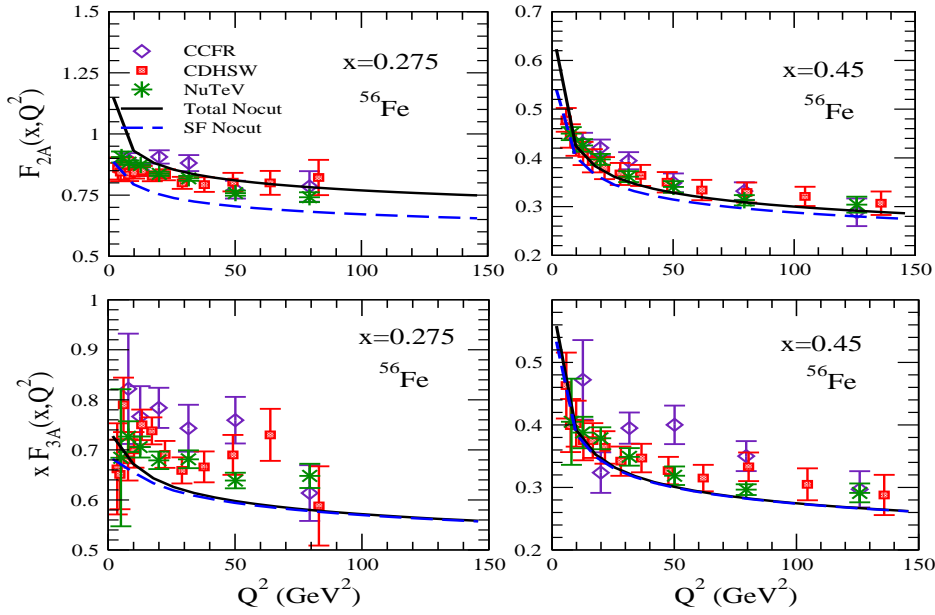 1.5
1.25
1
0.75
0.5
F2A(x,Q²)
CCFR
CDHSW
NuTeV
Total Nocut
SF Nocut
x=0.275
⁵⁶Fe
0 50 100 150
0.6
0.5
0.4
0.3
0.2
x=0.45
⁵⁶Fe
0 50 100 150
1
0.9
0.8
0.7
0.6
0.5
x F3A(x,Q²)
x=0.275
⁵⁶Fe
0 50 100 150
Q² (GeV²)
0.5
0.4
0.3
0.2
x=0.45
⁵⁶Fe
0 50 100 150
Q² (GeV²)